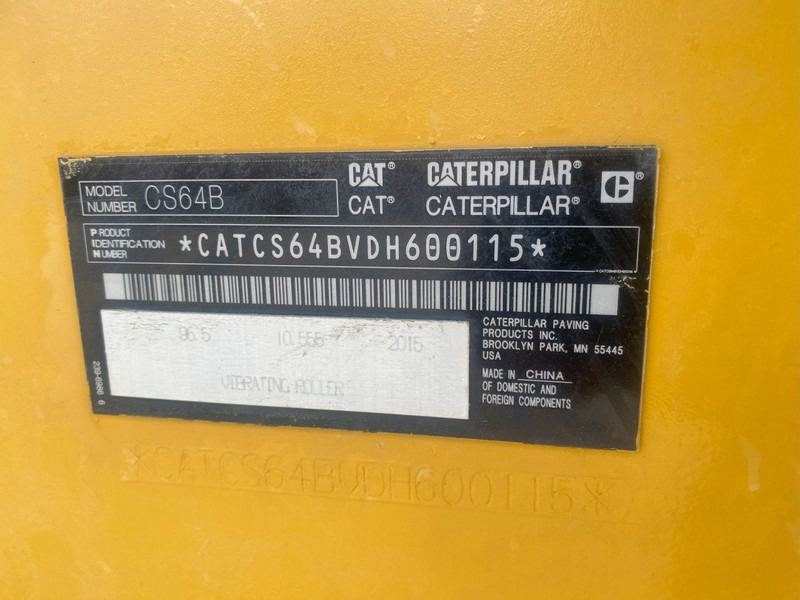 MODEL NUMBER CS64B
CAT® CATERPILLAR®
CAT® CATERPILLAR®
PRODUCT
IDENTIFICATION
NUMBER
*CATCS64BVDH600115*
96.5 10.555 2015
VIBRATING ROLLER
CATERPILLAR PAVING
PRODUCTS INC.
BROOKLYN PARK, MN 55445
USA
MADE IN CHINA
OF DOMESTIC AND
FOREIGN COMPONENTS
*CATCS64BVDH600115*